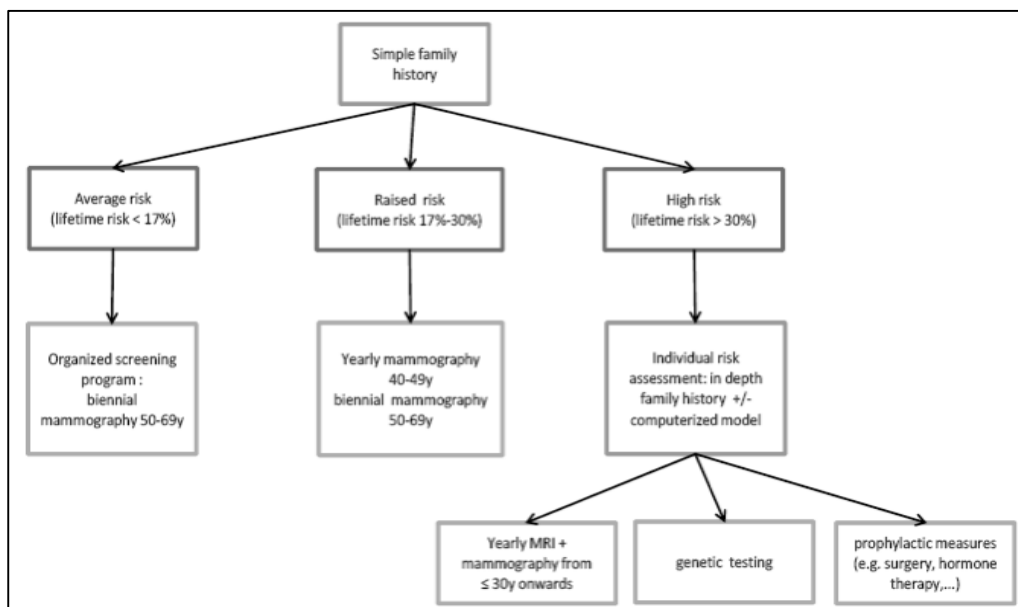 Simple family
history
Average risk
(lifetime risk < 17%)
Raised risk
(lifetime risk 17%-30%)
High risk
(lifetime risk > 30%)
Organized screening
program :
biennial
mammography 50-69y
Yearly mammography
40-49y
biennial mammography
50-69y
Individual risk
assessment: in depth
family history +/-
computerized model
Yearly MRI +
mammography from
≤ 30y onwards
genetic testing
prophylactic measures
(e.g. surgery, hormone
therapy,...)